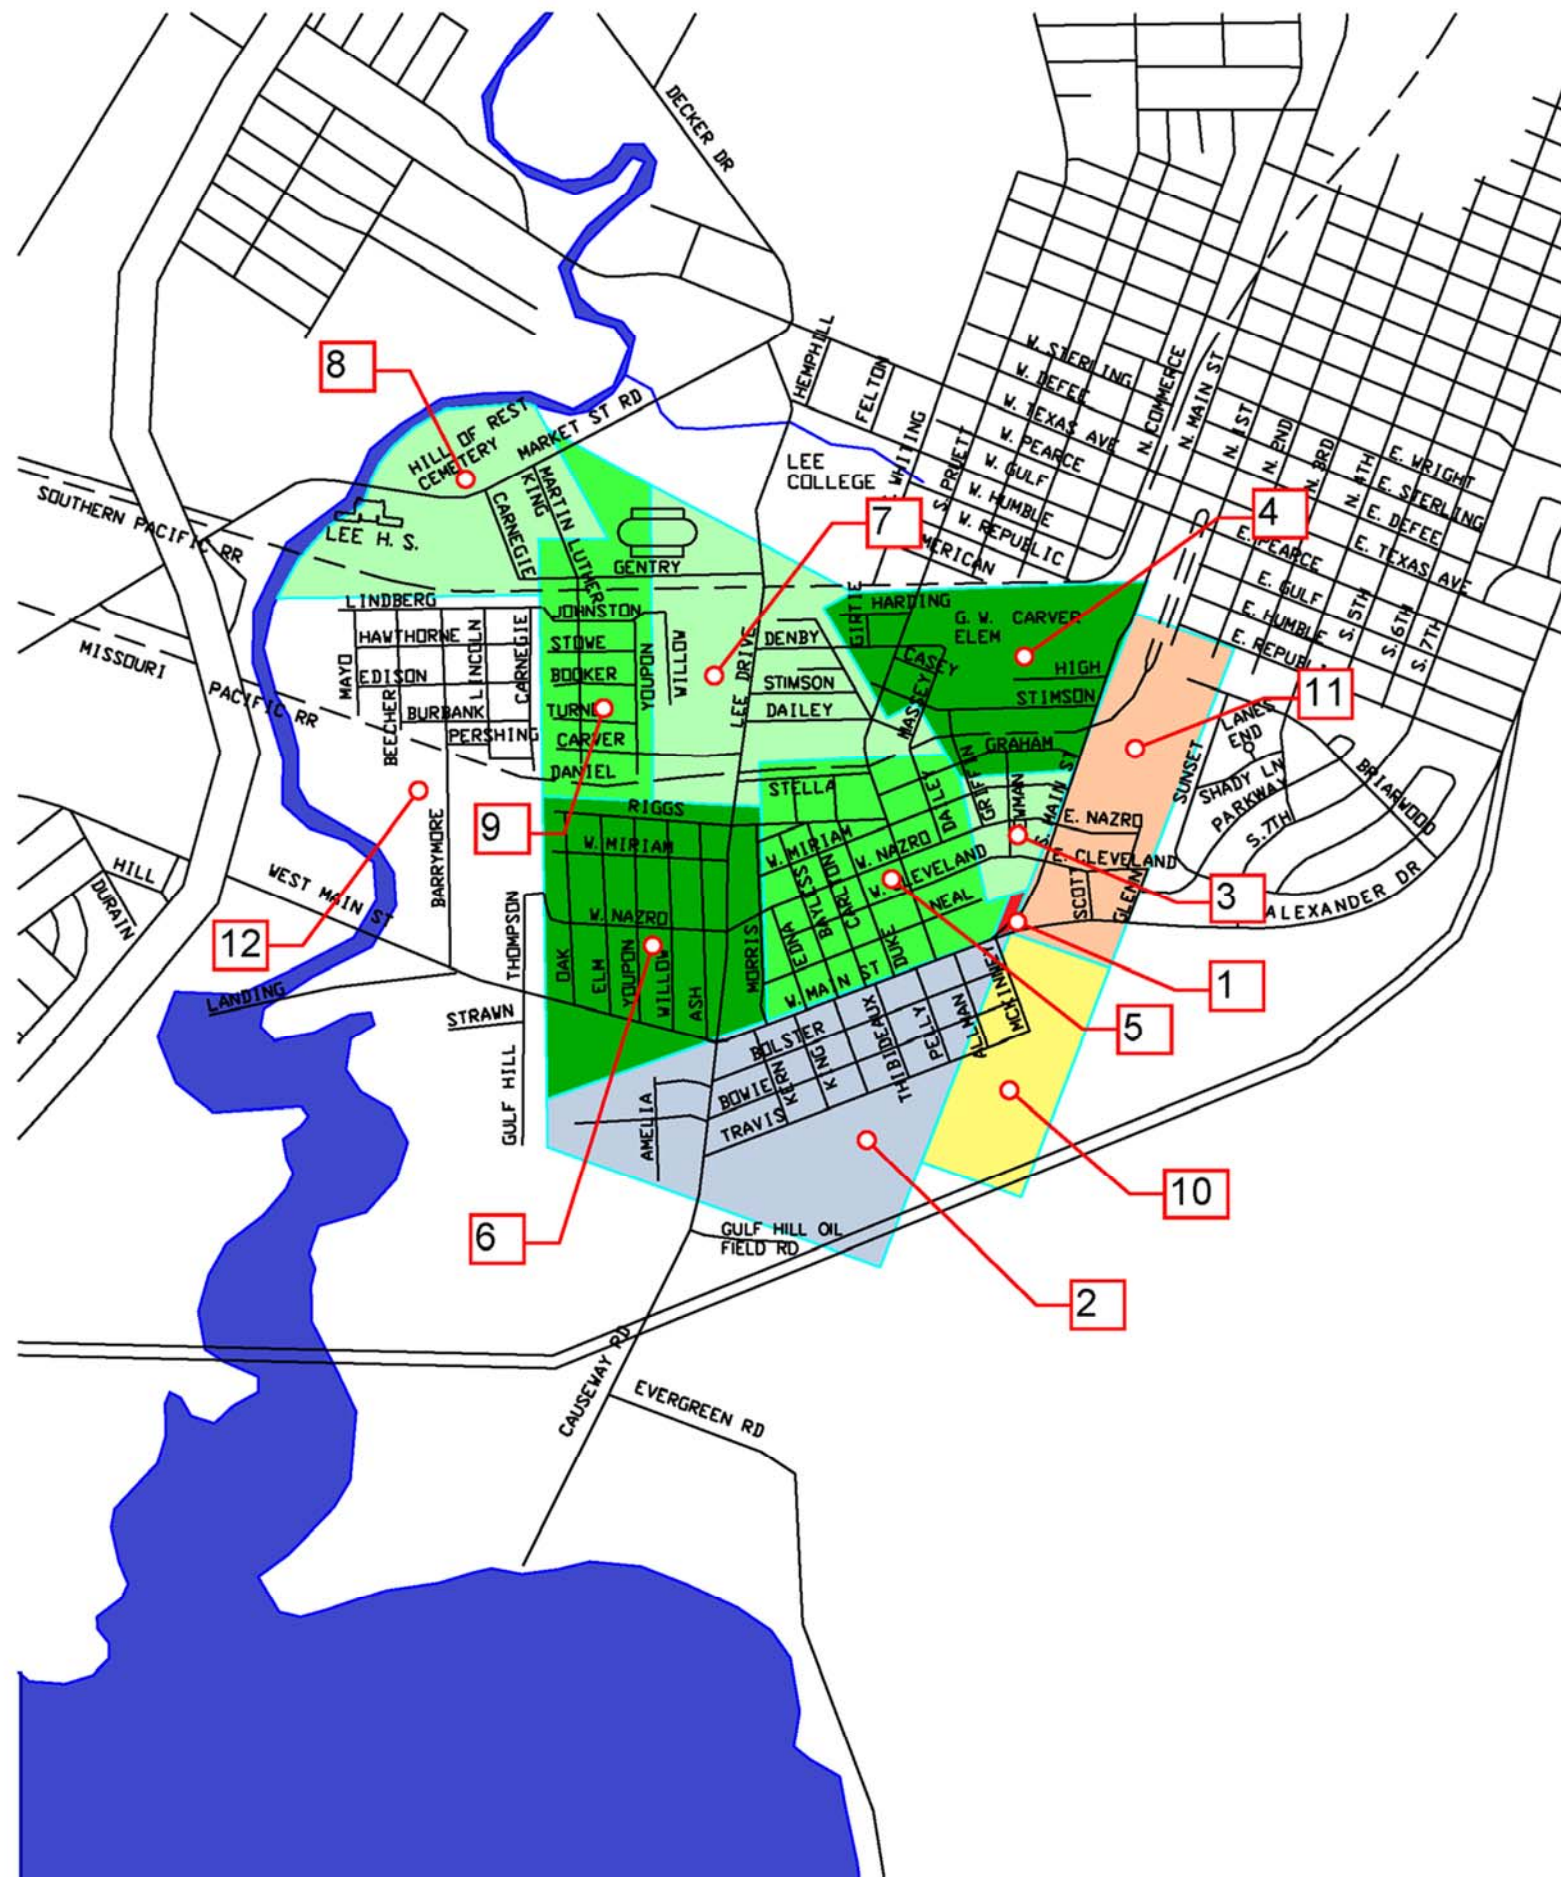 DECKER DR
HEMPHILL
FELTON
W. STERLING
W. DEFEE
W. TEXAS AVE
W. PEARCE
W. GULF
W. HUMBLE
W. REPUBLIC
N. COMMERCE
N. MAIN ST
N. 1ST
N. 2ND
N. 3RD
N. 4TH
E. WRIGHT
E. STERLING
E. DEFEE
E. TEXAS AVE
E. PEARCE
E. GULF
E. HUMBLE
S. 5TH
S. 6TH
S. 7TH
8
HILL OF REST
CEMETERY
MARKET ST RD
LEE
COLLEGE
WHITING
S. PRUETT
7
4
SOUTHERN PACIFIC RR
LEE H. S.
CARNEGIE
MARTIN LUTHER
KING
GENTRY
LINDBERG
JOHNSTON
HAWTHORNE
STOWE
EDISON
BOOKER
MAYO
LINCOLN
CARNEGIE
BURBANK
BEECHER
PERSHING
CARVER
DANIEL
YOUPON
WILLOW
LEE DRIVE
DENBY
STIMSON
DAILEY
GIRTIE
HARDING
G. W. CARVER
ELEM
CASEY
MASSEY
HIGH
STIMSON
GRAHAM
11
MISSOURI PACIFIC RR
LANES
END
SUNSET
SHADY LN
PARKWAY
S. 7TH
BRIARWOOD
9
RIGGS
STELLA
DAILEY
GRIFFIN
S. MAIN ST
E. NAZRO
W. MIRIAM
W. MIRIAM
W. NAZRO
W. CLEVELAND
E. CLEVELAND
BAYLESS
CARLTON
NEAL
SCOTT
GLENN
ALEXANDER DR
3
HILL
DURAIN
WEST MAIN ST
BARRYMORE
12
THOMPSON
W. NAZRO
OAK
ELM
YOUPON
WILLOW
ASH
MORRIS
EDNA
DUKE
W. MAIN ST
1
LANDING
STRAWN
GULF HILL
5
BOLSTER
BOWIE
TRAVIS
KERN
KING
THIBIDEAUX
PELLY
ALLMAN
MCKINNEY
AMELIA
10
6
GULF HILL OIL
FIELD RD
2
CAUSEWAY RD
EVERGREEN RD